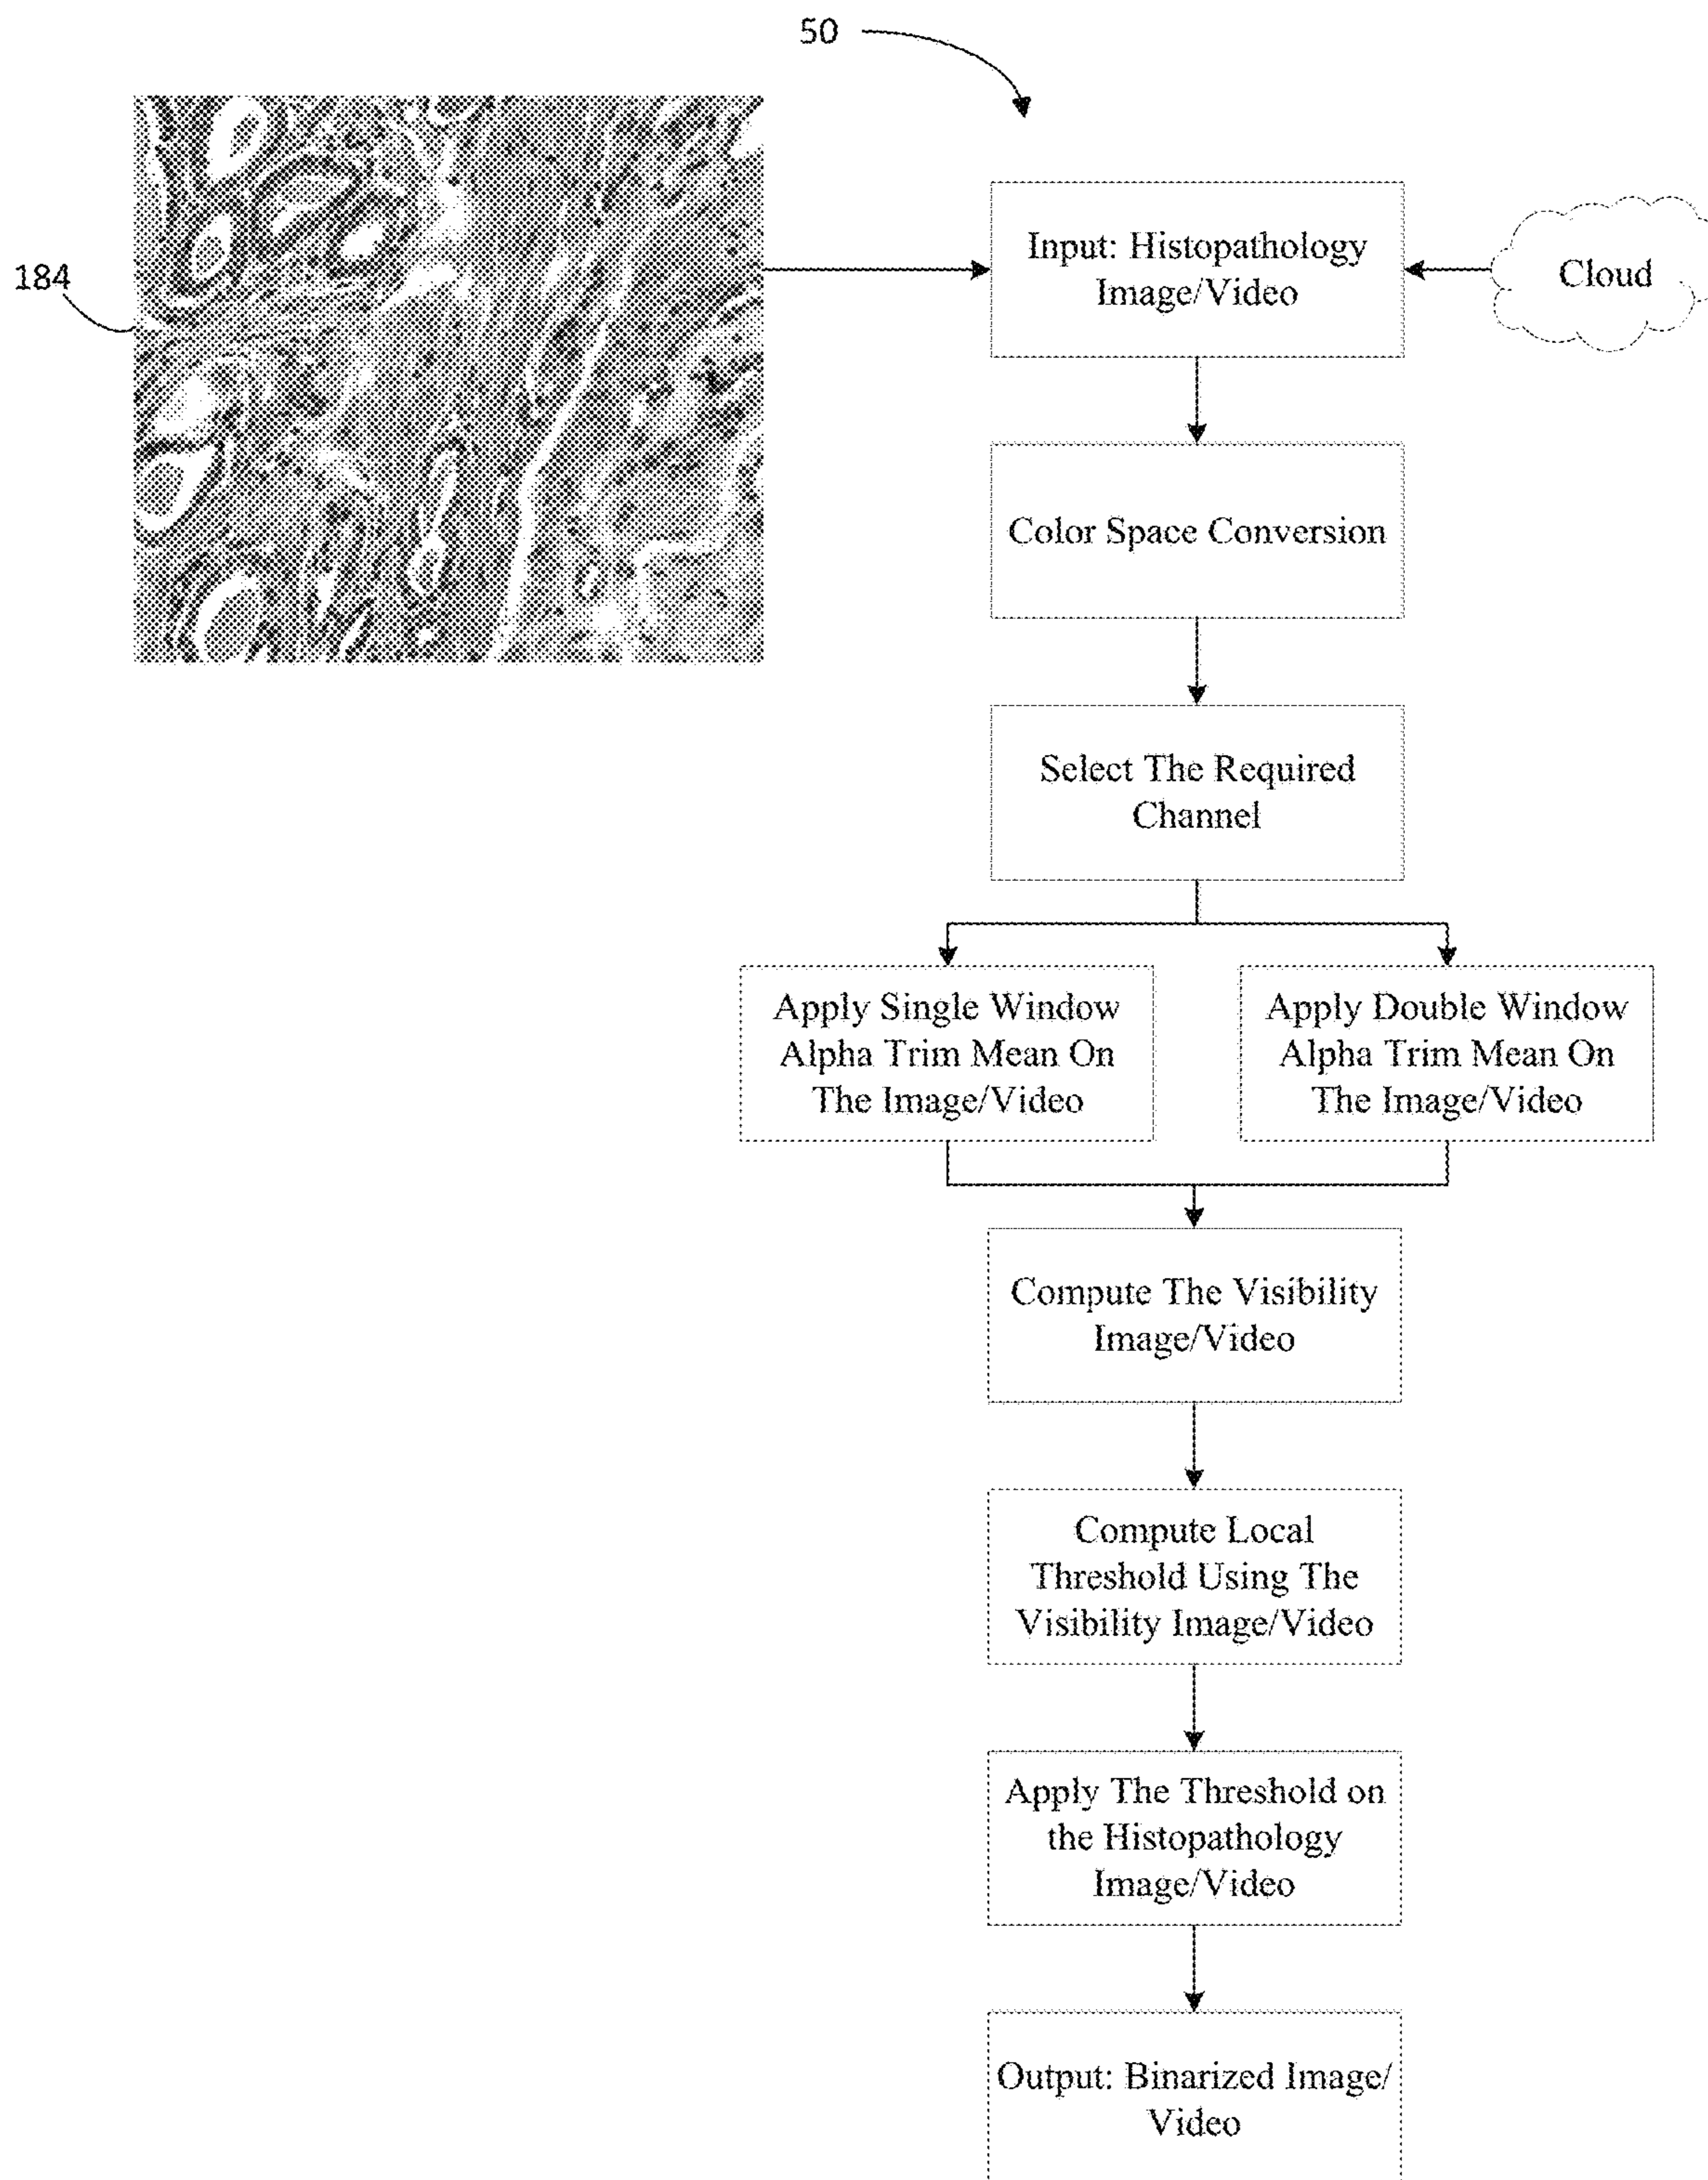 50
184
Input: Histopathology
Image/Video
Cloud
Color Space Conversion
Select The Required
Channel
Apply Single Window
Alpha Trim Mean On
The Image/Video
Apply Double Window
Alpha Trim Mean On
The Image/Video
Compute The Visibility
Image/Video
Compute Local
Threshold Using The
Visibility Image/Video
Apply The Threshold on
the Histopathology
Image/Video
Output: Binarized Image/
Video